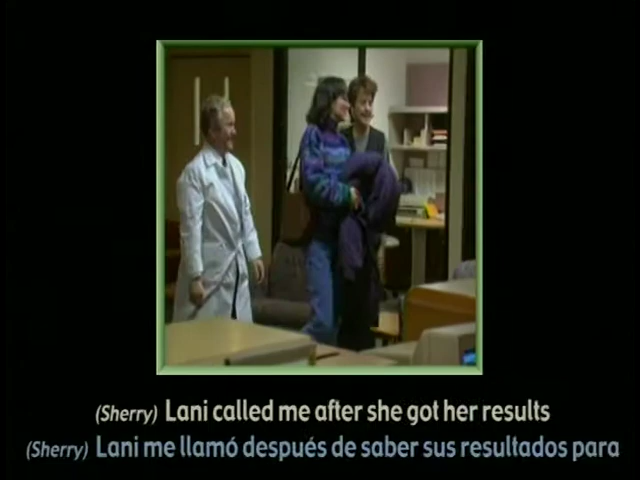 (Sherry) Lani called me after she got her results
(Sherry) Lani me llamó después de saber sus resultados para